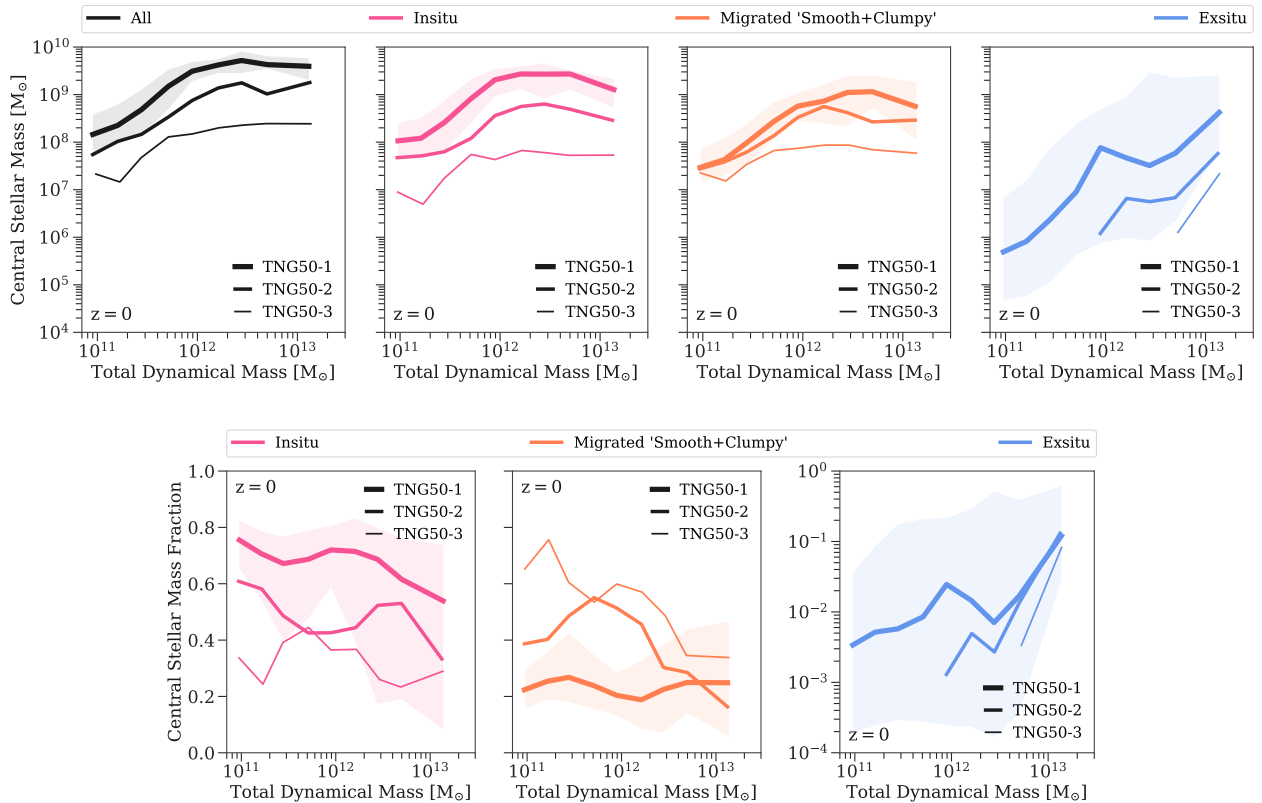 All Insitu Migrated 'Smooth+Clumpy' Exsitu
Central Stellar Mass [M⊙]
10^10
10^9
10^8
10^7
10^6
10^5
10^4
TNG50-1
TNG50-2
TNG50-3
z = 0
10^11 10^12 10^13
Total Dynamical Mass [M⊙]
TNG50-1
TNG50-2
TNG50-3
z = 0
10^11 10^12 10^13
Total Dynamical Mass [M⊙]
TNG50-1
TNG50-2
TNG50-3
z = 0
10^11 10^12 10^13
Total Dynamical Mass [M⊙]
TNG50-1
TNG50-2
TNG50-3
z = 0
10^11 10^12 10^13
Total Dynamical Mass [M⊙]
Insitu Migrated 'Smooth+Clumpy' Exsitu
Central Stellar Mass Fraction
1.0
0.8
0.6
0.4
0.2
0.0
z = 0
TNG50-1
TNG50-2
TNG50-3
10^11 10^12 10^13
Total Dynamical Mass [M⊙]
z = 0
TNG50-1
TNG50-2
TNG50-3
10^11 10^12 10^13
Total Dynamical Mass [M⊙]
10^0
10^-1
10^-2
10^-3
10^-4
TNG50-1
TNG50-2
TNG50-3
z = 0
10^11 10^12 10^13
Total Dynamical Mass [M⊙]